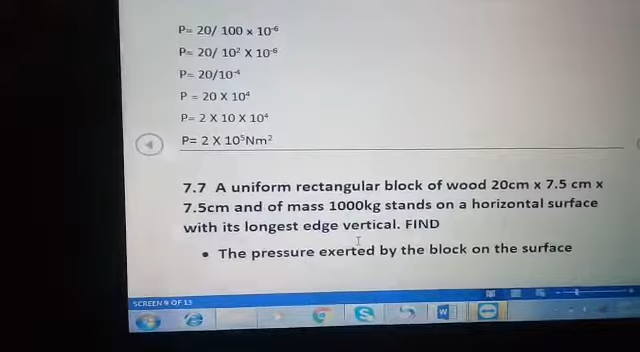 P= 20/ 100 x 10⁻⁶
P= 20/ 10² X 10⁻⁶
P= 20/10⁻⁴
P = 20 X 10⁴
P= 2 X 10 X 10⁴
P= 2 X 10⁵Nm²
7.7 A uniform rectangular block of wood 20cm x 7.5 cm x
7.5cm and of mass 1000kg stands on a horizontal surface
with its longest edge vertical. FIND
• The pressure exerted by the block on the surface
SCREEN 9 OF 13